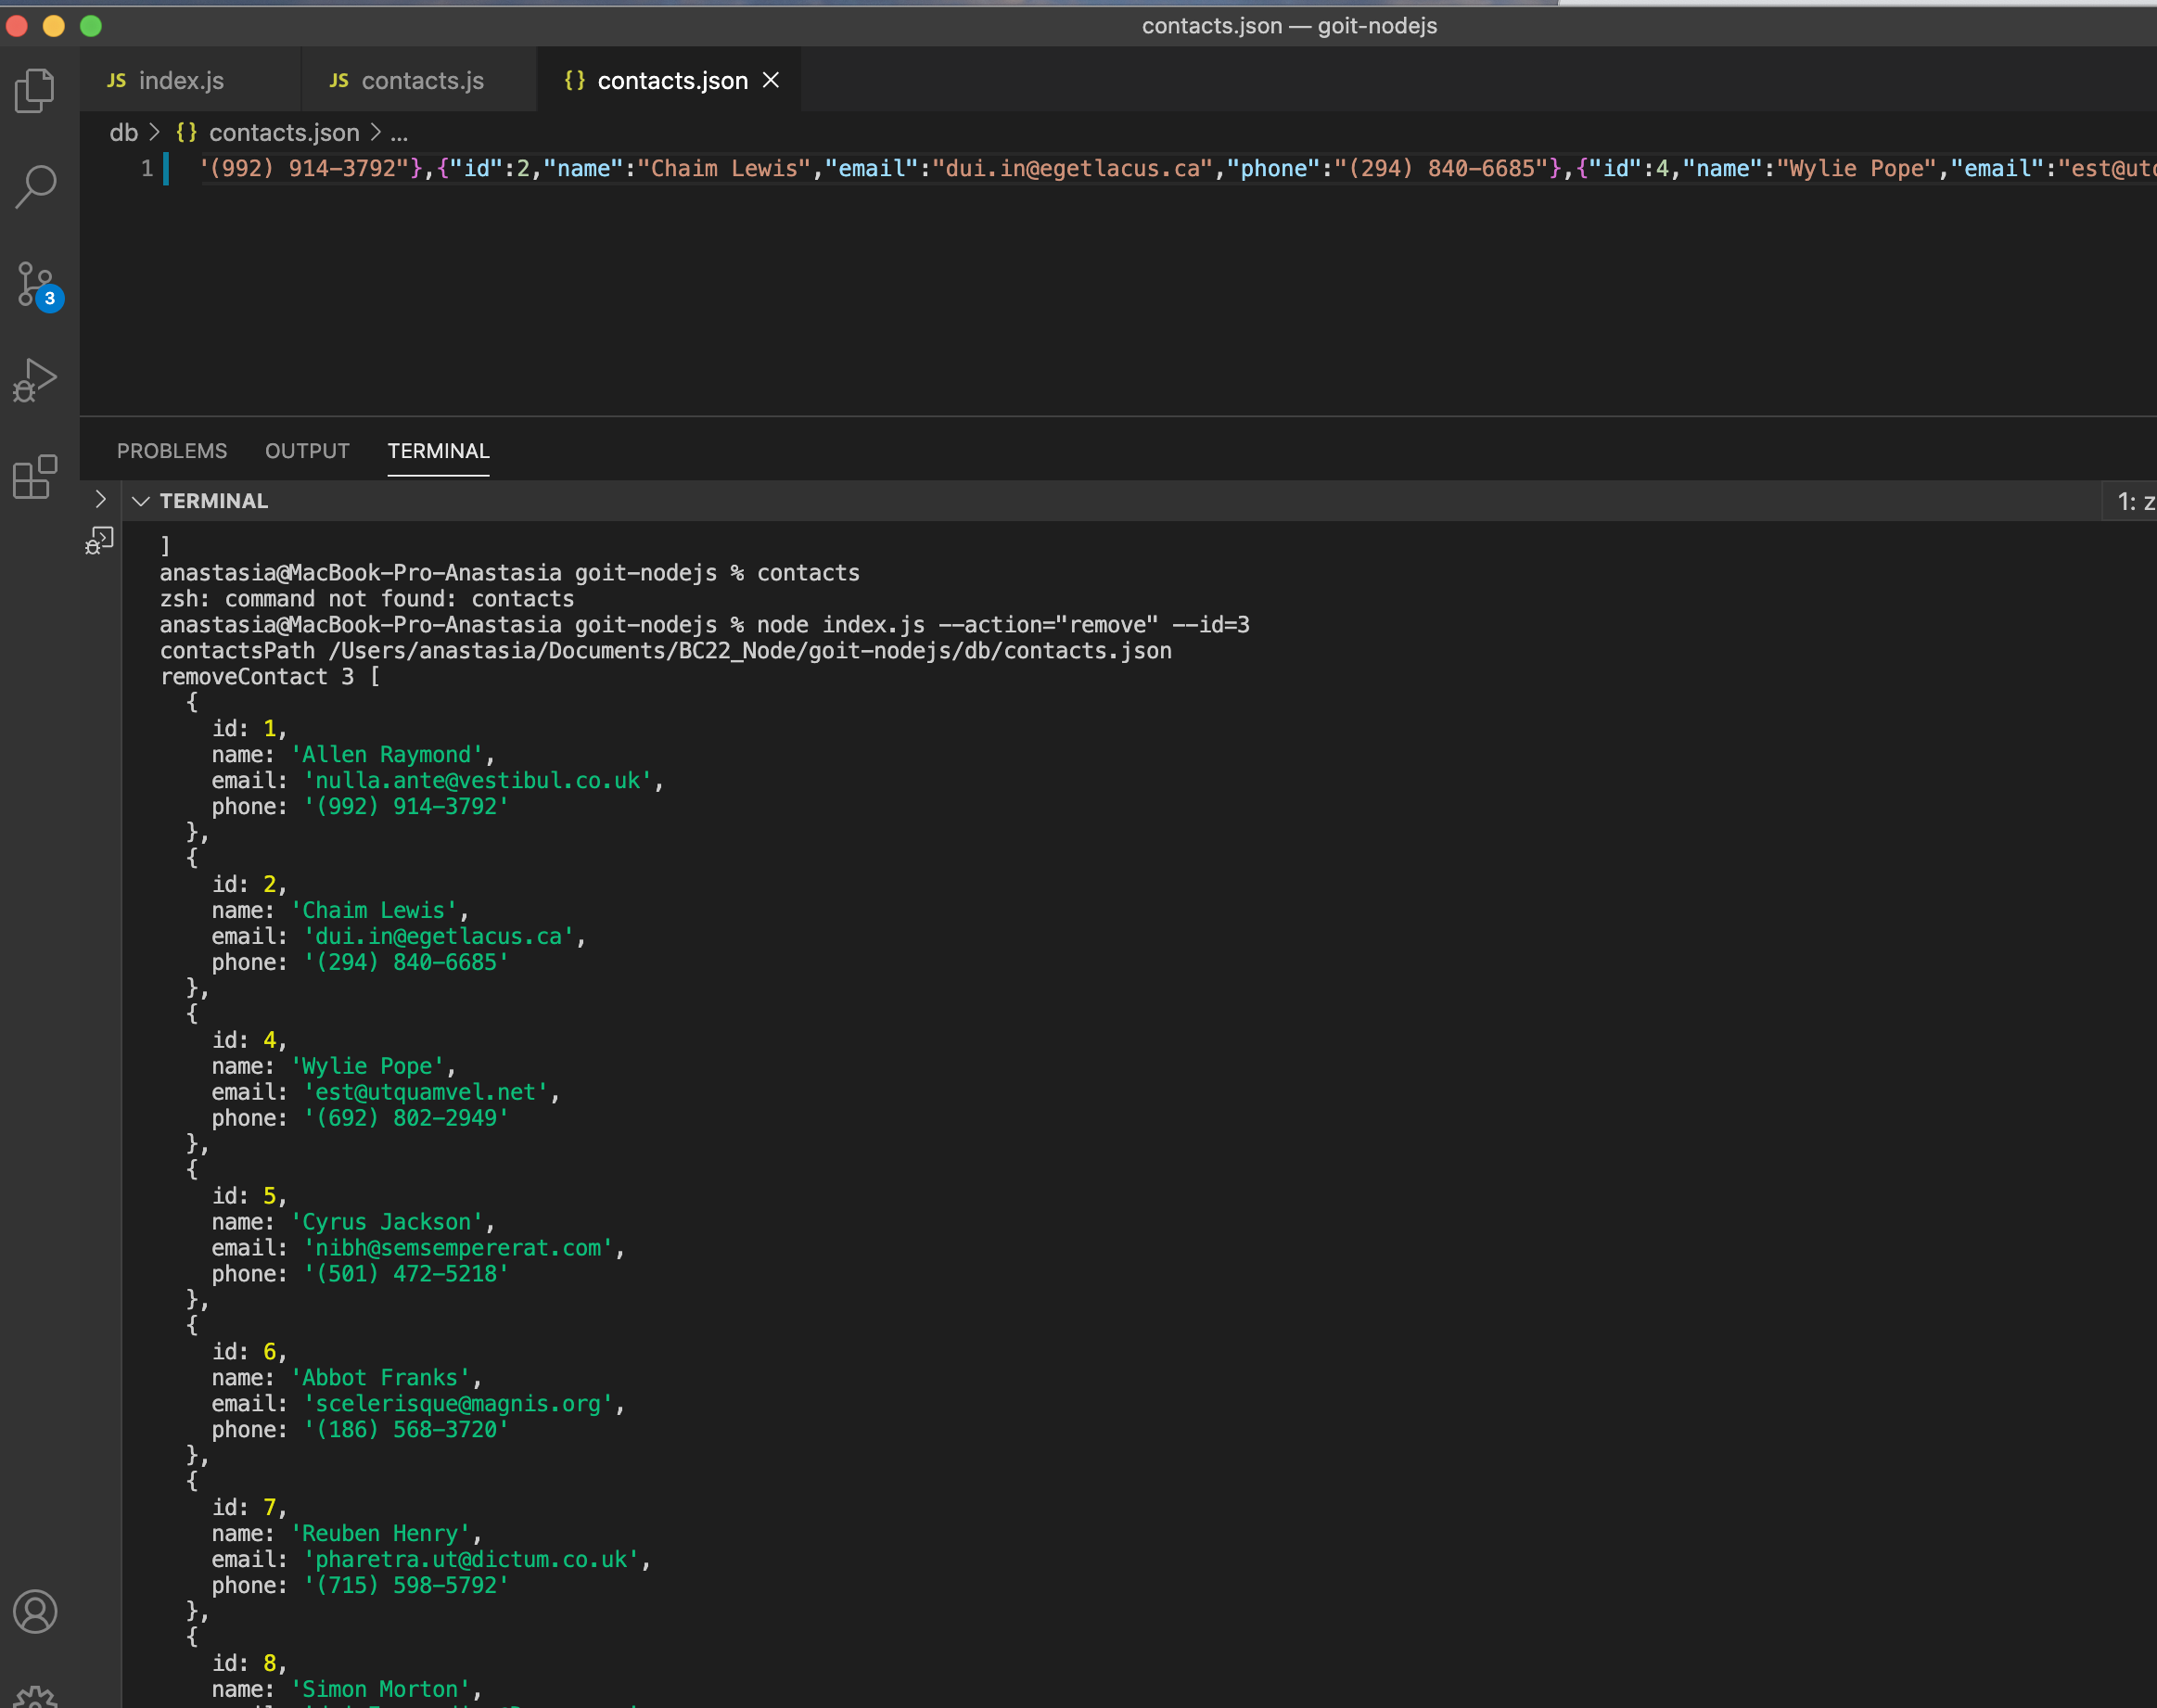 contacts.json — goit-nodejs
JS index.js JS contacts.js {} contacts.json ×
db > {} contacts.json > ...
1 '(992) 914-3792"},{"id":2,"name":"Chaim Lewis","email":"dui.in@egetlacus.ca","phone":"(294) 840-6685"},{"id":4,"name":"Wylie Pope","email":"est@utq
3
PROBLEMS OUTPUT TERMINAL
TERMINAL 1: z
]
anastasia@MacBook-Pro-Anastasia goit-nodejs % contacts
zsh: command not found: contacts
anastasia@MacBook-Pro-Anastasia goit-nodejs % node index.js --action="remove" --id=3
contactsPath /Users/anastasia/Documents/BC22_Node/goit-nodejs/db/contacts.json
removeContact 3 [
{
id: 1,
name: 'Allen Raymond',
email: 'nulla.ante@vestibul.co.uk',
phone: '(992) 914-3792'
},
{
id: 2,
name: 'Chaim Lewis',
email: 'dui.in@egetlacus.ca',
phone: '(294) 840-6685'
},
{
id: 4,
name: 'Wylie Pope',
email: 'est@utquamvel.net',
phone: '(692) 802-2949'
},
{
id: 5,
name: 'Cyrus Jackson',
email: 'nibh@semsempererat.com',
phone: '(501) 472-5218'
},
{
id: 6,
name: 'Abbot Franks',
email: 'scelerisque@magnis.org',
phone: '(186) 568-3720'
},
{
id: 7,
name: 'Reuben Henry',
email: 'pharetra.ut@dictum.co.uk',
phone: '(715) 598-5792'
},
{
id: 8,
name: 'Simon Morton',